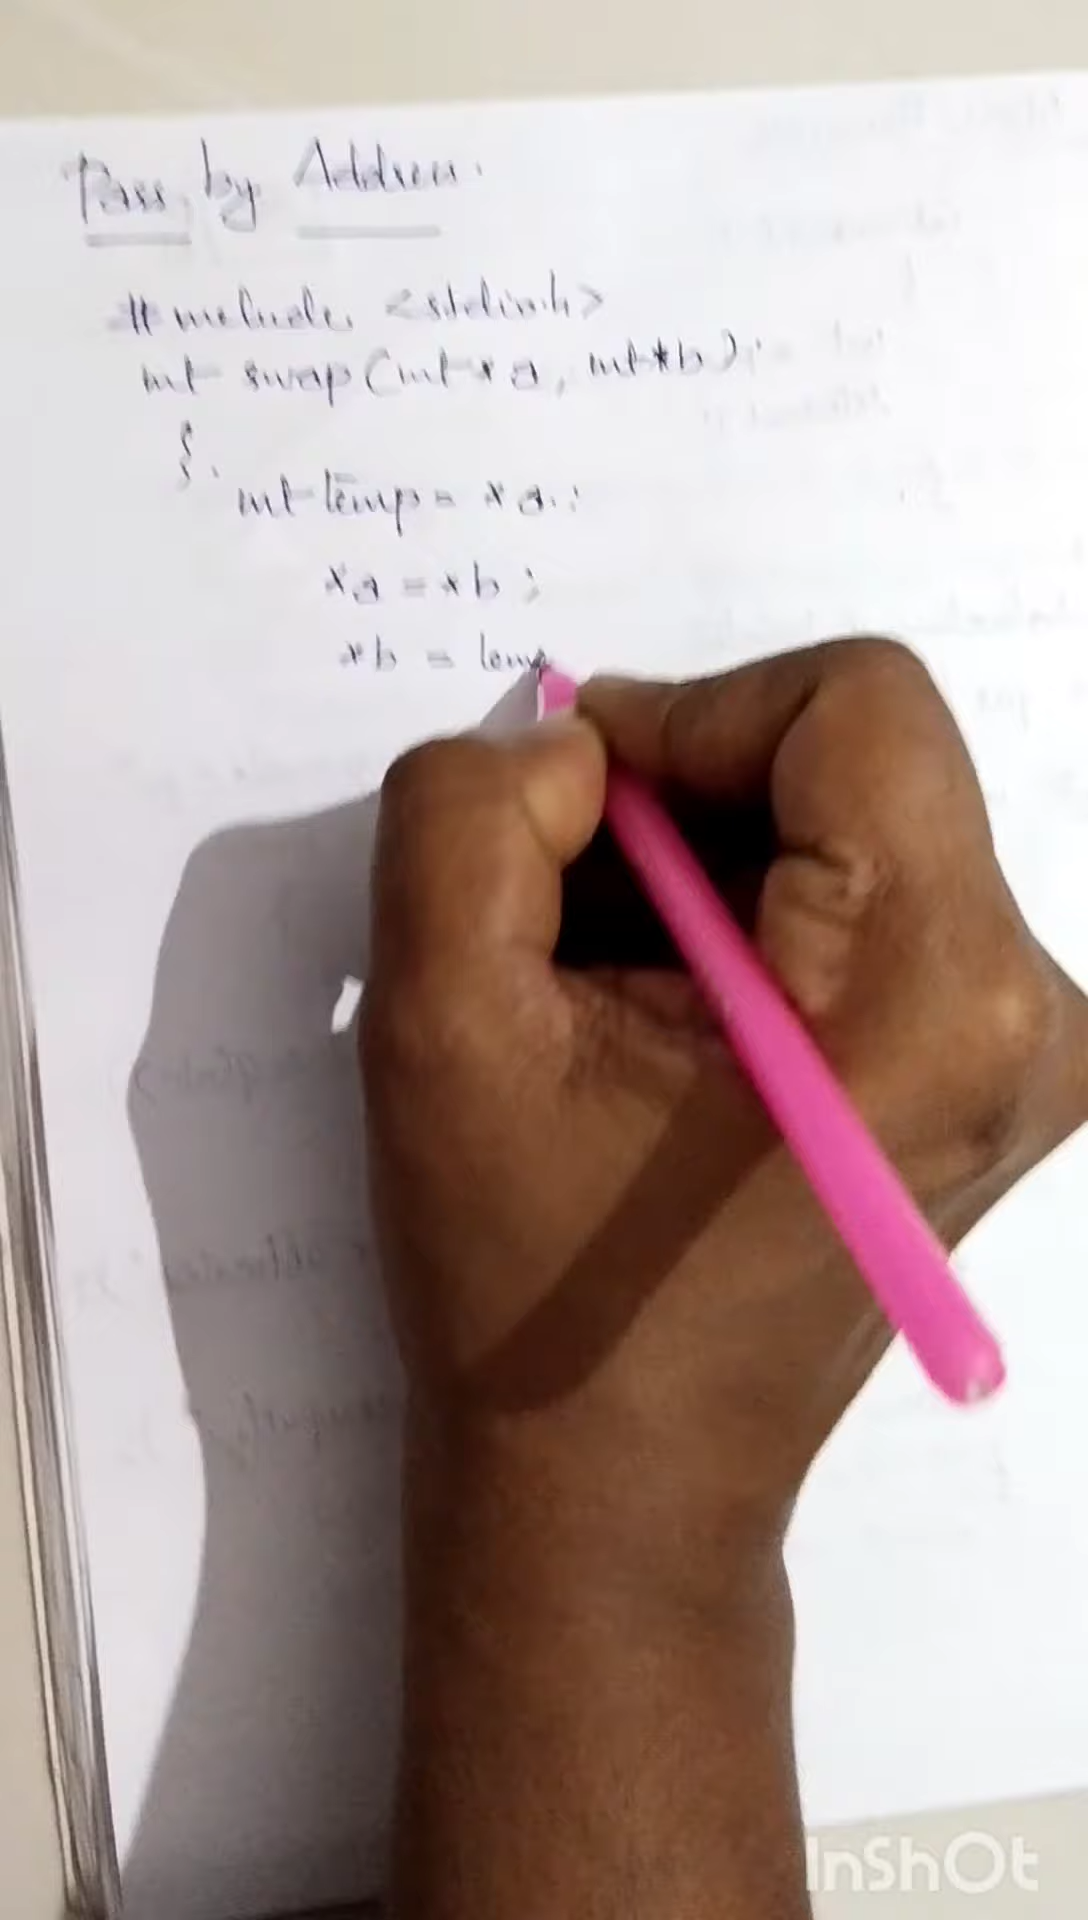 Pass by Address.
#include <stdio.h>
int swap (int *a, int *b);
{
int temp = *a;
*a = *b;
*b = temp
InShOt